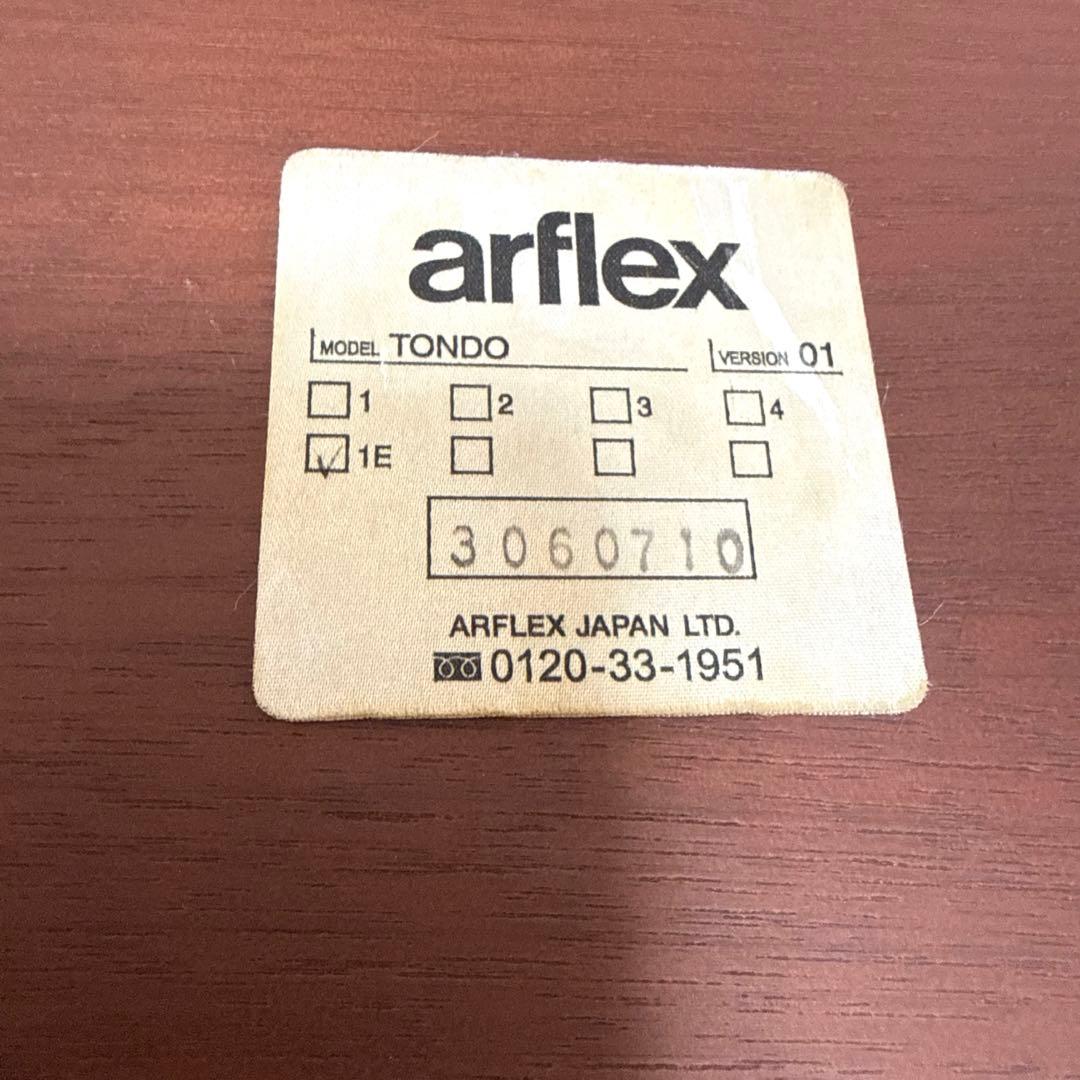 arflex
MODEL TONDO VERSION 01
☐1 ☐2 ☐3 ☐4
☑1E ☐ ☐ ☐
3060710
ARFLEX JAPAN LTD.
0120-33-1951